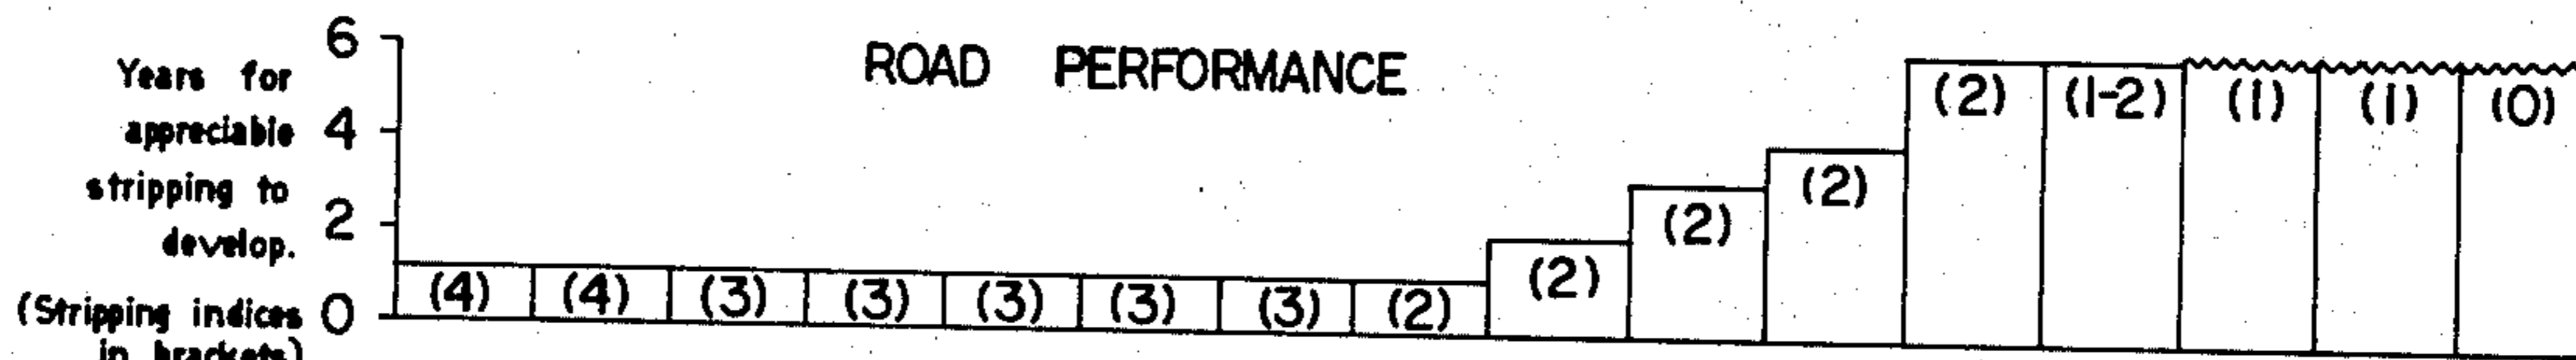 ROAD PERFORMANCE
Years for
appreciable
stripping to
develop.
(Stripping indices
in brackets)
6
4
2
0
(4) (4) (3) (3) (3) (3) (3) (2) (2) (2) (2) (2) (1-2) (1) (1) (0)